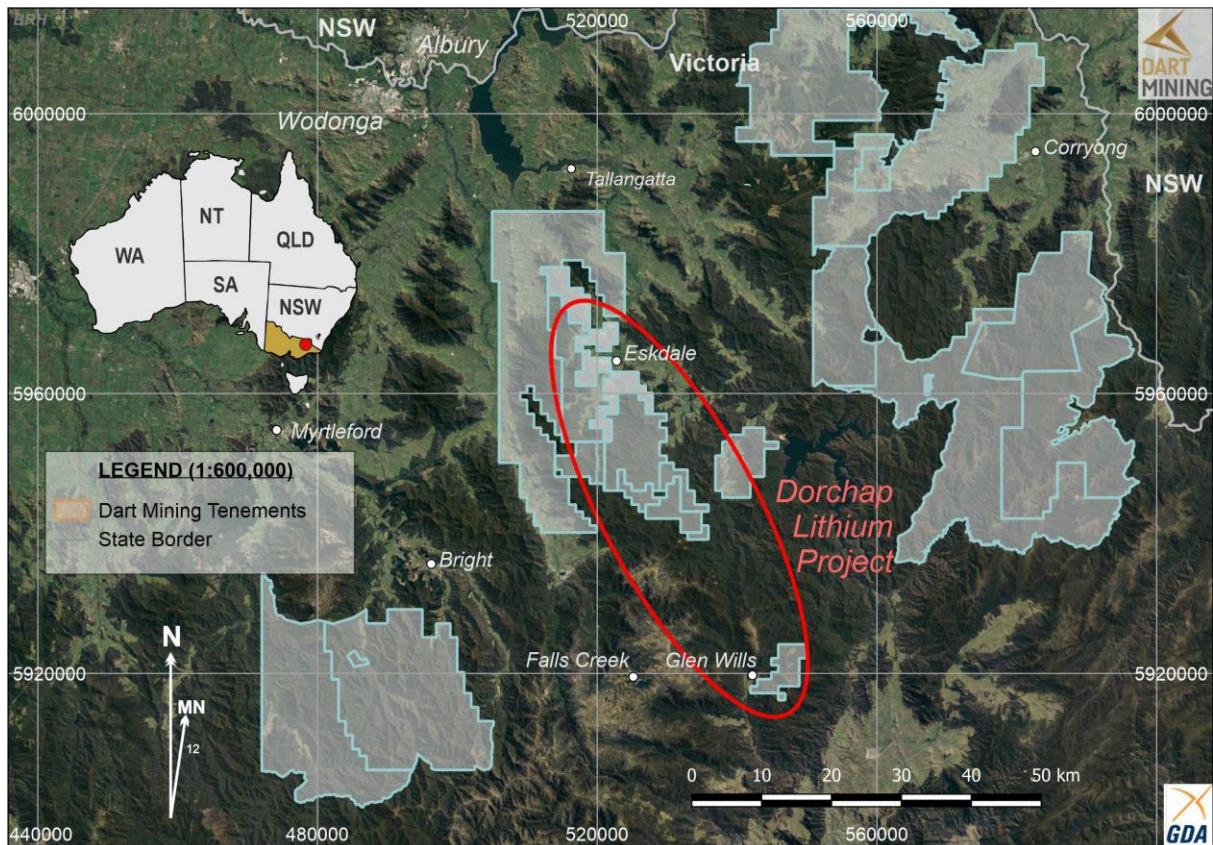 BRH
NSW
520000
560000
Albury
Victoria
DART
MINING
6000000
6000000
Wodonga
Corryong
Tallangatta
NSW
NT
QLD
WA
SA
NSW
Eskdale
5960000
5960000
Myrtleford
LEGEND (1:600,000)
Dart Mining Tenements
State Border
Dorchap
Lithium
Project
Bright
N
Falls Creek
Glen Wills
5920000
5920000
MN
12
0 10 20 30 40 50 km
440000
480000
520000
560000
GDA